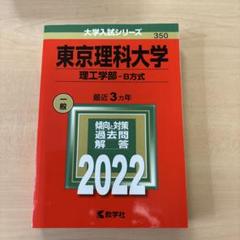 大学入試シリーズ
350
東京理科大学
理工学部-B方式
一般
最近3カ年
傾向と対策
過去問
解答
2022
教学社